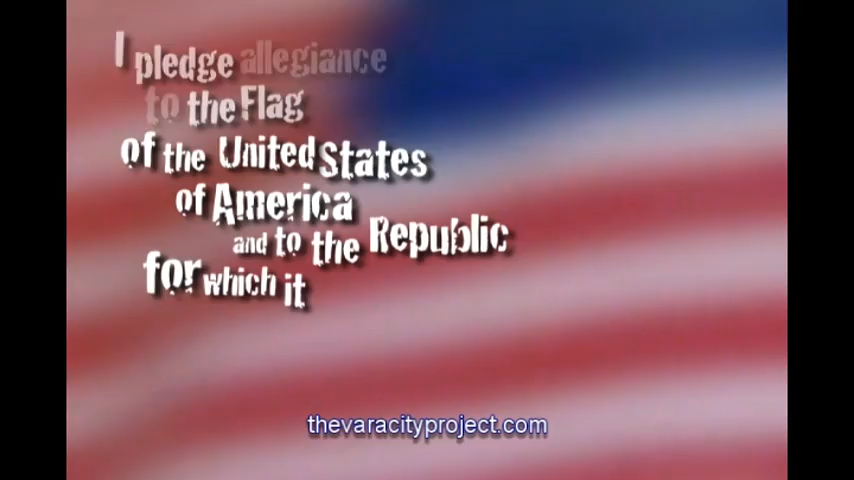 I pledge allegiance
to the Flag
of the United States
of America
and to the Republic
for which it
thevaracityproject.com